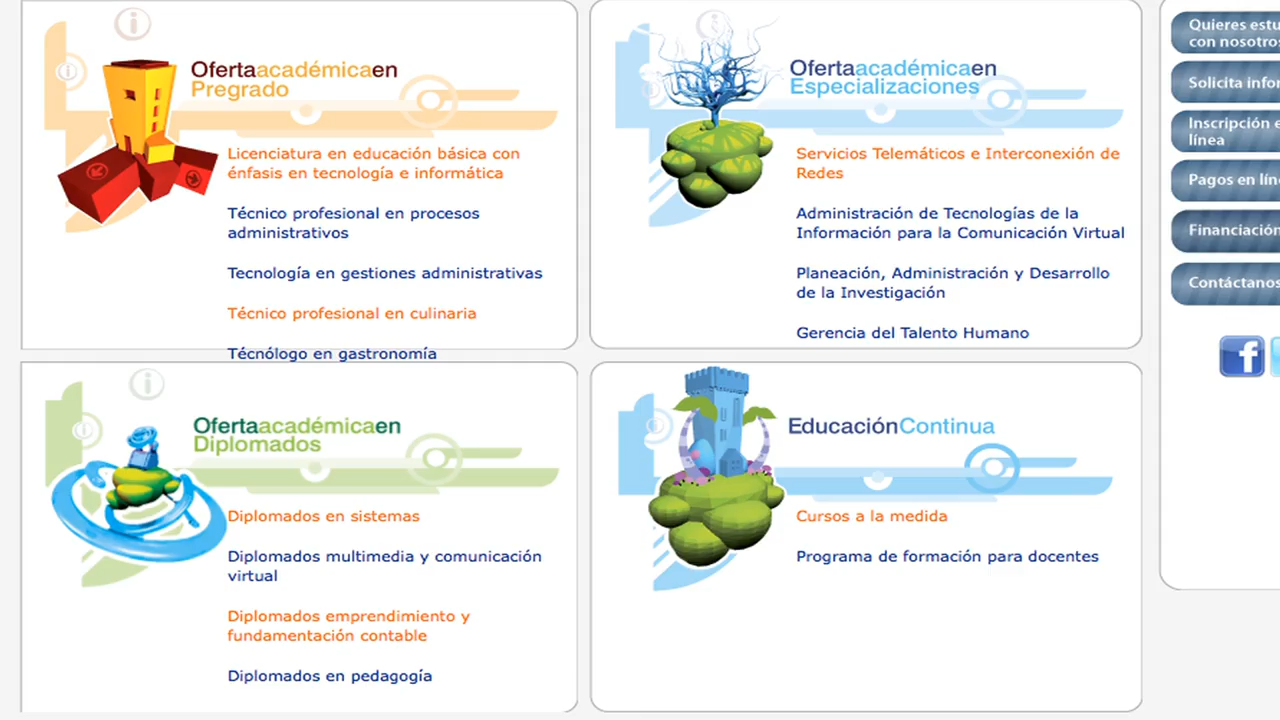 Ofertaacadémicaen
Pregrado
Licenciatura en educación básica con
énfasis en tecnología e informática
Técnico profesional en procesos
administrativos
Tecnología en gestiones administrativas
Técnico profesional en culinaria
Técnólogo en gastronomía
Ofertaacadémicaen
Especializaciones
Servicios Telemáticos e Interconexión de
Redes
Administración de Tecnologías de la
Información para la Comunicación Virtual
Planeación, Administración y Desarrollo
de la Investigación
Gerencia del Talento Humano
Ofertaacadémicaen
Diplomados
Diplomados en sistemas
Diplomados multimedia y comunicación
virtual
Diplomados emprendimiento y
fundamentación contable
Diplomados en pedagogía
EducaciónContinua
Cursos a la medida
Programa de formación para docentes
Quieres
con
Solicita
Inscripción
línea
Pagos en
Financiación
Contáctanos
f